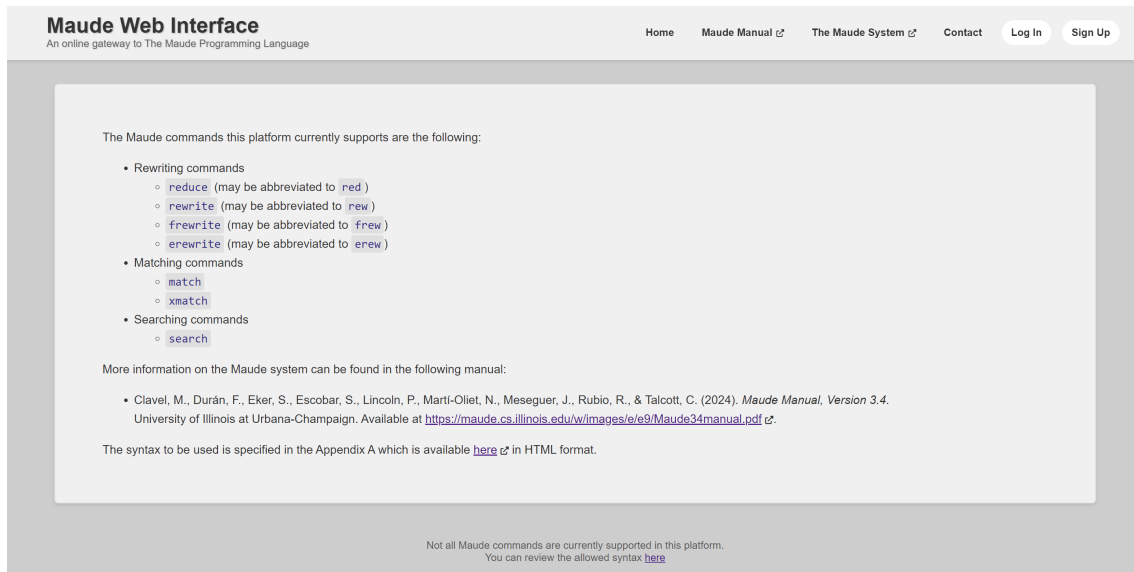 Maude Web Interface
An online gateway to The Maude Programming Language
Home
Maude Manual
The Maude System
Contact
Log In
Sign Up
The Maude commands this platform currently supports are the following:
Rewriting commands
reduce (may be abbreviated to red)
rewrite (may be abbreviated to rew)
frewrite (may be abbreviated to frew)
erewrite (may be abbreviated to erew)
Matching commands
match
xmatch
Searching commands
search
More information on the Maude system can be found in the following manual:
Clavel, M., Durán, F., Eker, S., Escobar, S., Lincoln, P., Martí-Oliet, N., Meseguer, J., Rubio, R., & Talcott, C. (2024). Maude Manual, Version 3.4.
University of Illinois at Urbana-Champaign. Available at https://maude.cs.illinois.edu/w/images/e/e9/Maude34manual.pdf.
The syntax to be used is specified in the Appendix A which is available here in HTML format.
Not all Maude commands are currently supported in this platform.
You can review the allowed syntax here